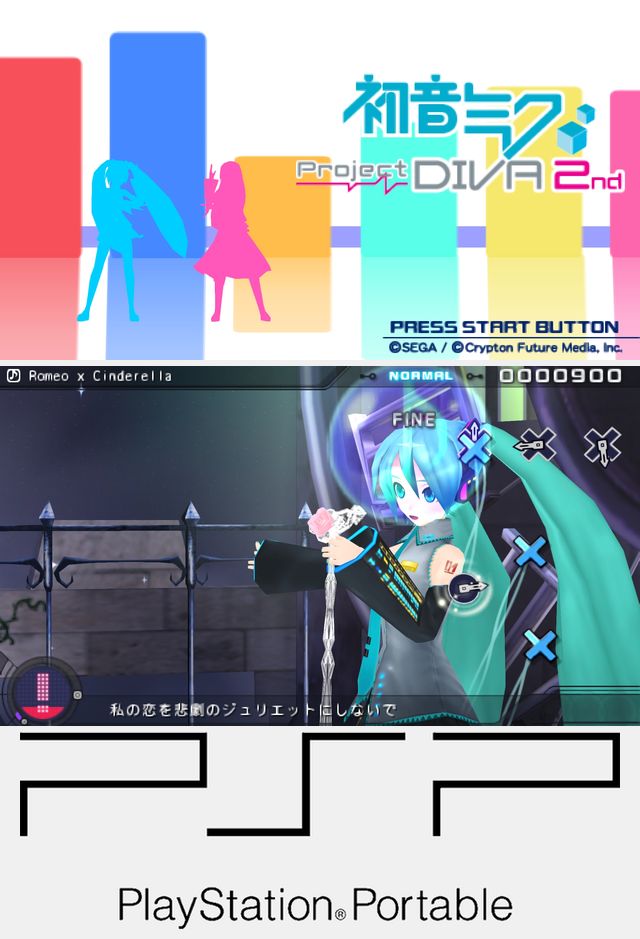 初音ミク
Project DIVA 2nd
PRESS START BUTTON
©SEGA / ©Crypton Future Media, Inc.
Romeo x Cinderella
NORMAL
0000900
FINE
私の恋を悲劇のジュリエットにしないで
PSP
PlayStation®Portable